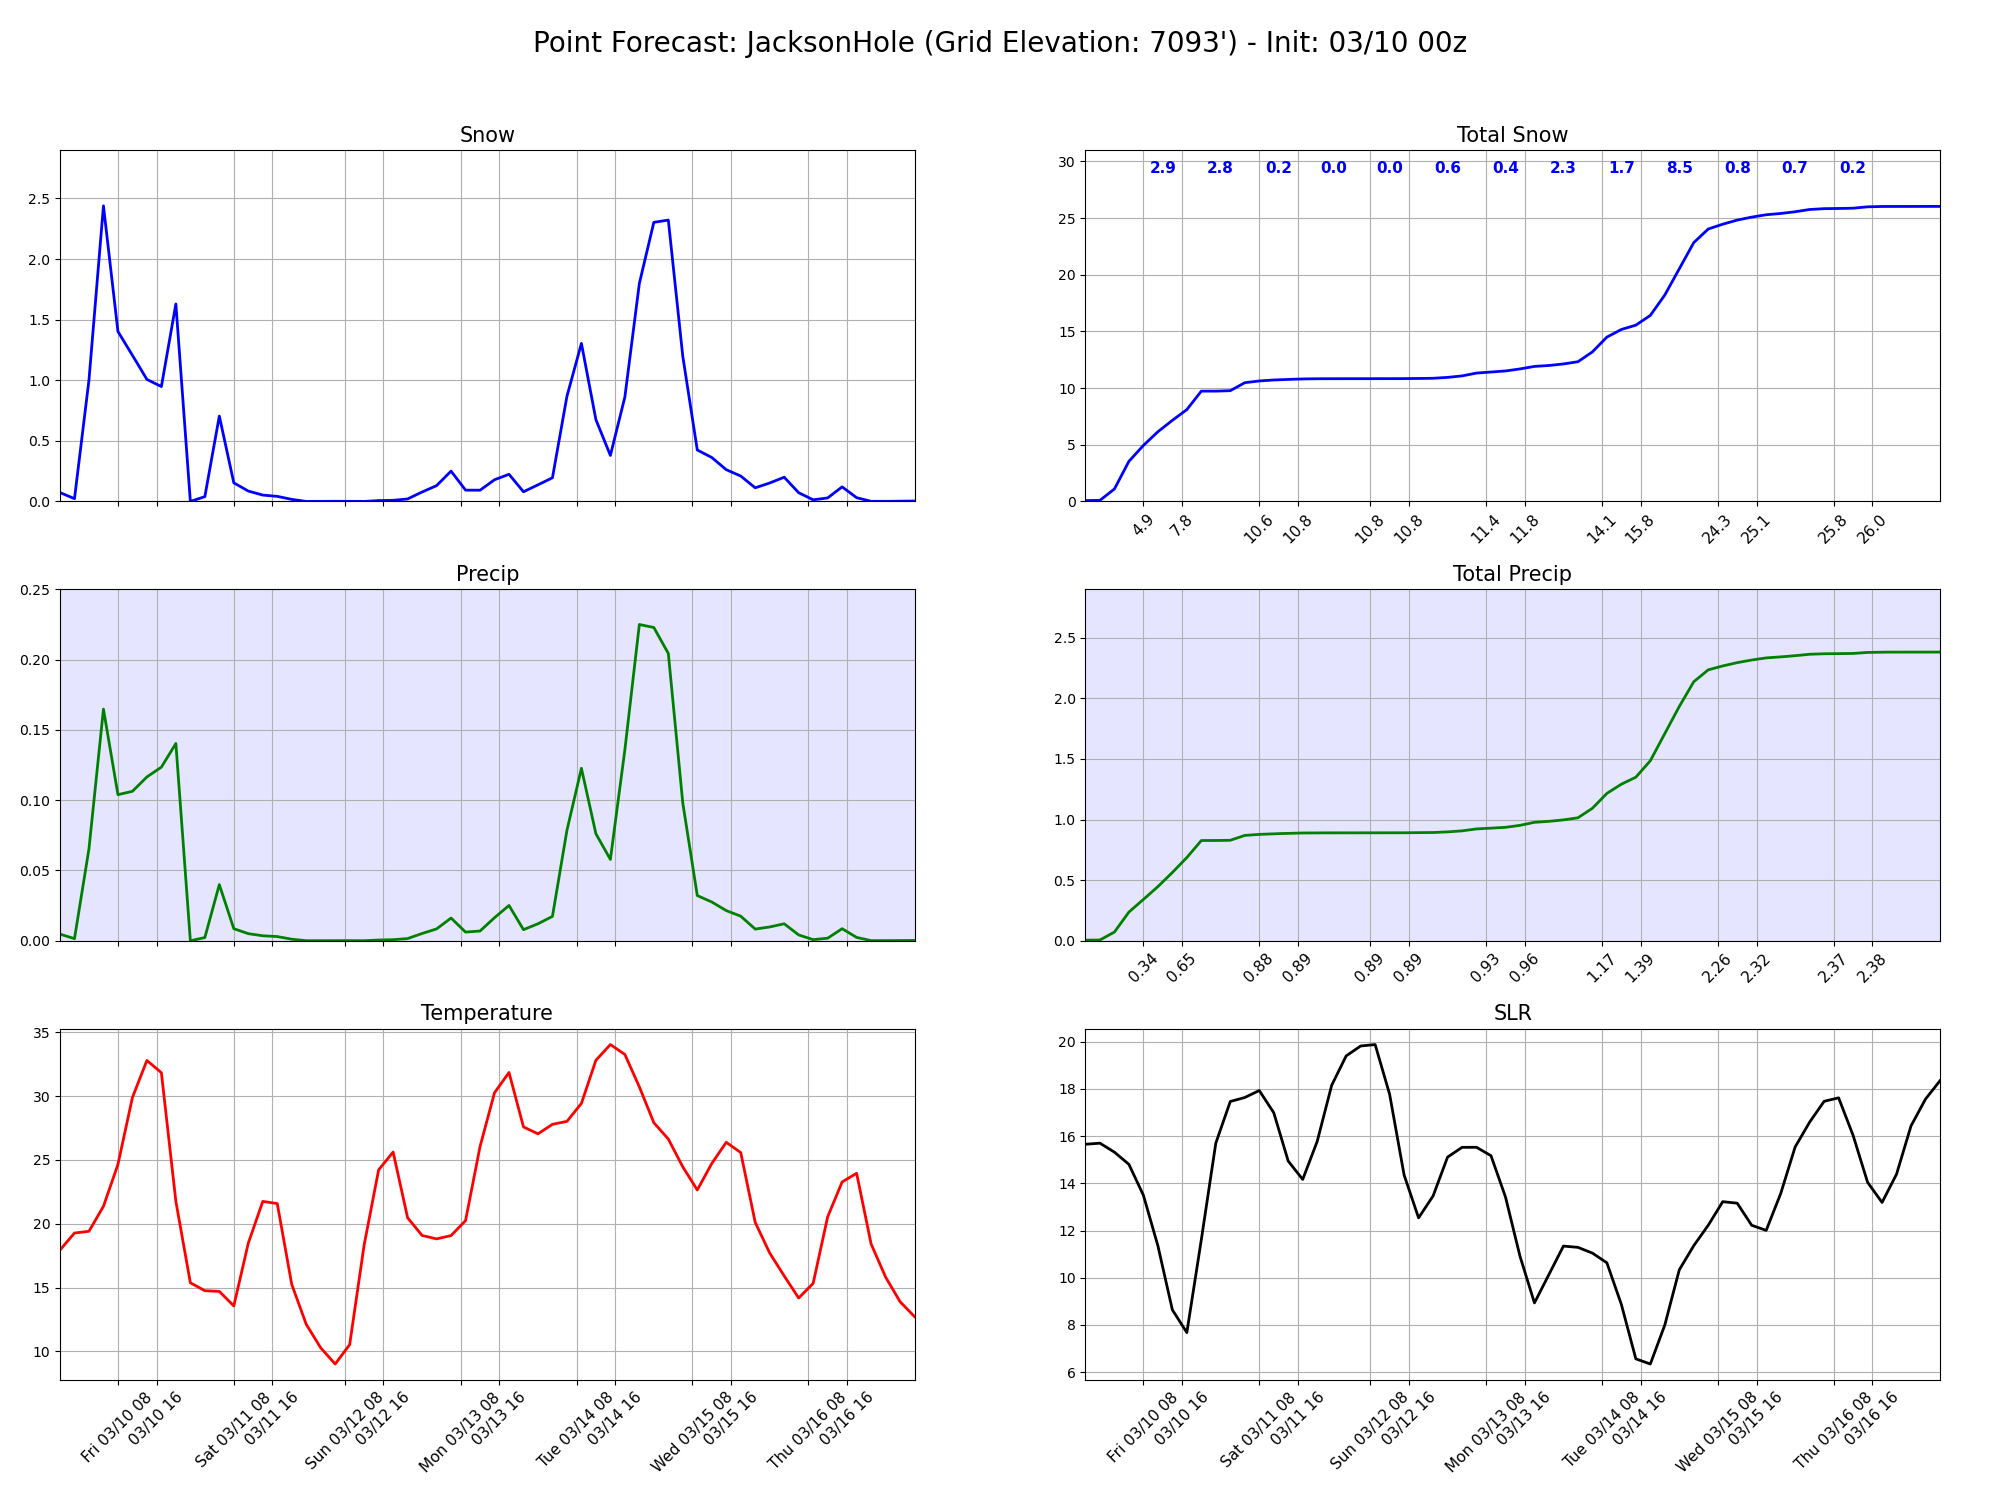 Point Forecast: JacksonHole (Grid Elevation: 7093') - Init: 03/10 00z
Snow
2.5
2.0
1.5
1.0
0.5
0.0
Total Snow
2.9 2.8 0.2 0.0 0.0 0.6 0.4 2.3 1.7 8.5 0.8 0.7 0.2
30
25
20
15
10
5
0
4.9 7.8 10.6 10.8 10.8 10.8 11.4 11.8 14.1 15.8 24.3 25.1 25.8 26.0
Precip
0.25
0.20
0.15
0.10
0.05
0.00
Total Precip
2.5
2.0
1.5
1.0
0.5
0.0
0.34 0.65 0.88 0.89 0.89 0.89 0.93 0.96 1.17 1.39 2.26 2.32 2.37 2.38
Temperature
35
30
25
20
15
10
Fri 03/10 08
03/10 16
Sat 03/11 08
03/11 16
Sun 03/12 08
03/12 16
Mon 03/13 08
03/13 16
Tue 03/14 08
03/14 16
Wed 03/15 08
03/15 16
Thu 03/16 08
03/16 16
SLR
20
18
16
14
12
10
8
6
Fri 03/10 08
03/10 16
Sat 03/11 08
03/11 16
Sun 03/12 08
03/12 16
Mon 03/13 08
03/13 16
Tue 03/14 08
03/14 16
Wed 03/15 08
03/15 16
Thu 03/16 08
03/16 16